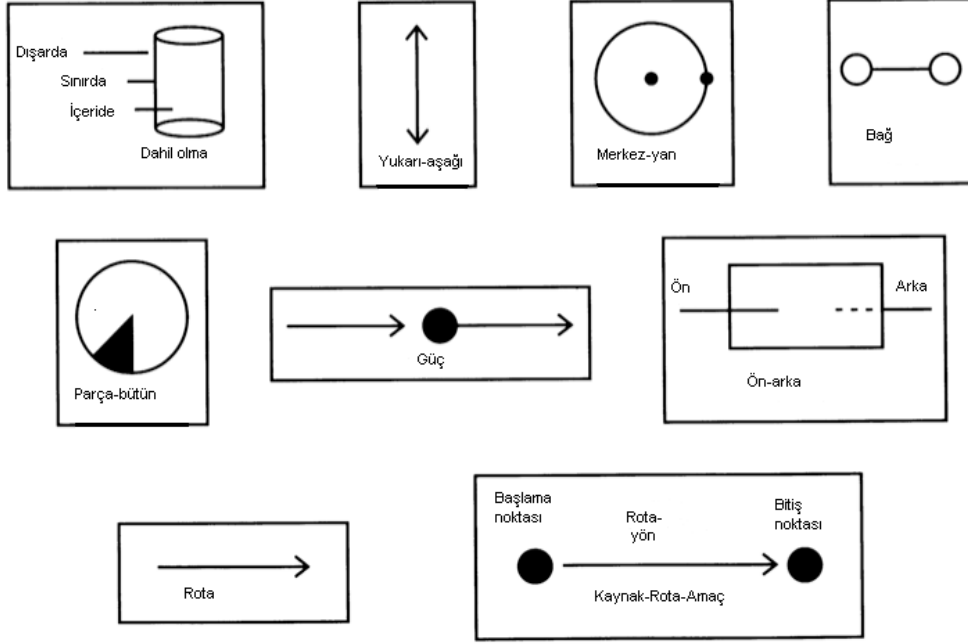 Dışarda
Sınırda
İçeride
Dahil olma
Yukarı-aşağı
Merkez-yan
Bağ
Parça-bütün
Güç
Ön
Arka
Ön-arka
Rota
Başlama
noktası
Rota-
yön
Bitiş
noktası
Kaynak-Rota-Amaç